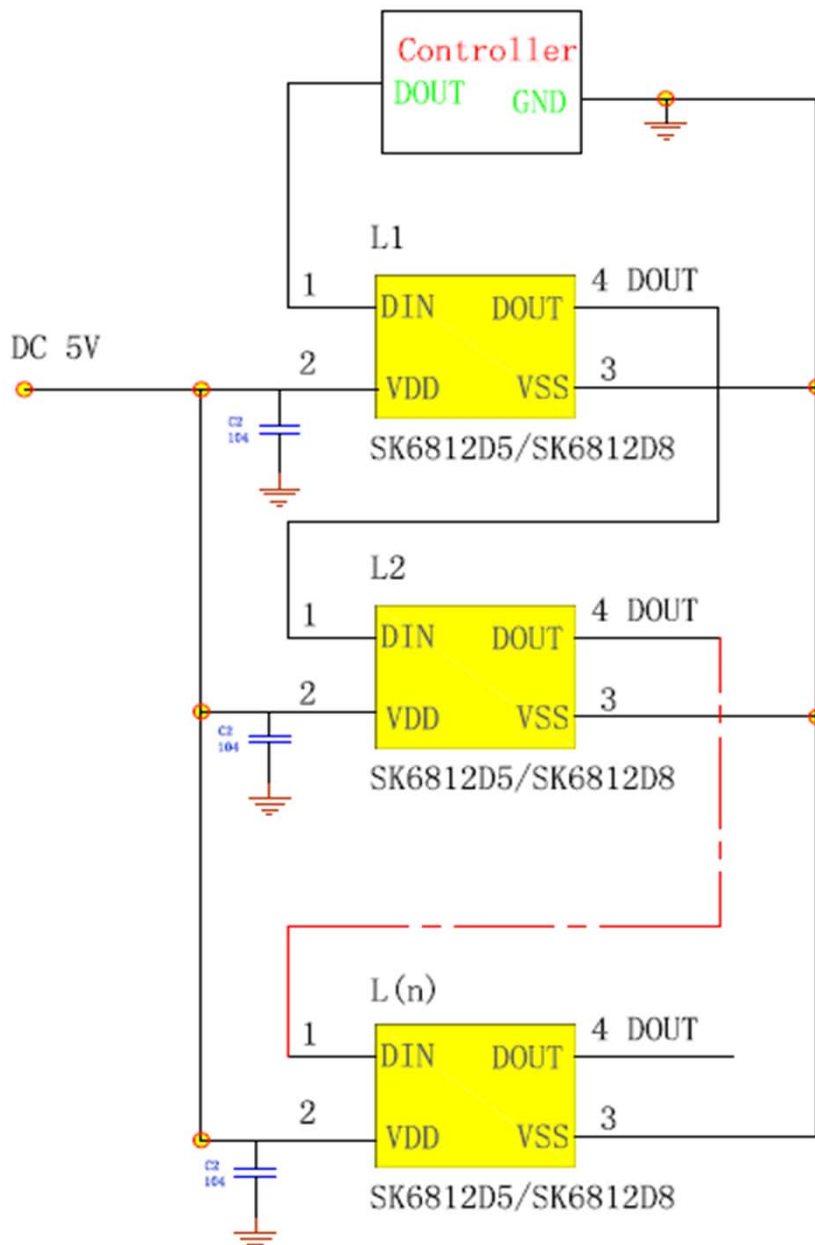 Controller
DOUT GND
L1
1 DIN DOUT 4 DOUT
DC 5V
2 VDD VSS 3
C2
104
SK6812D5/SK6812D8
L2
1 DIN DOUT 4 DOUT
2 VDD VSS 3
C2
104
SK6812D5/SK6812D8
L(n)
1 DIN DOUT 4 DOUT
2 VDD VSS 3
C2
104
SK6812D5/SK6812D8